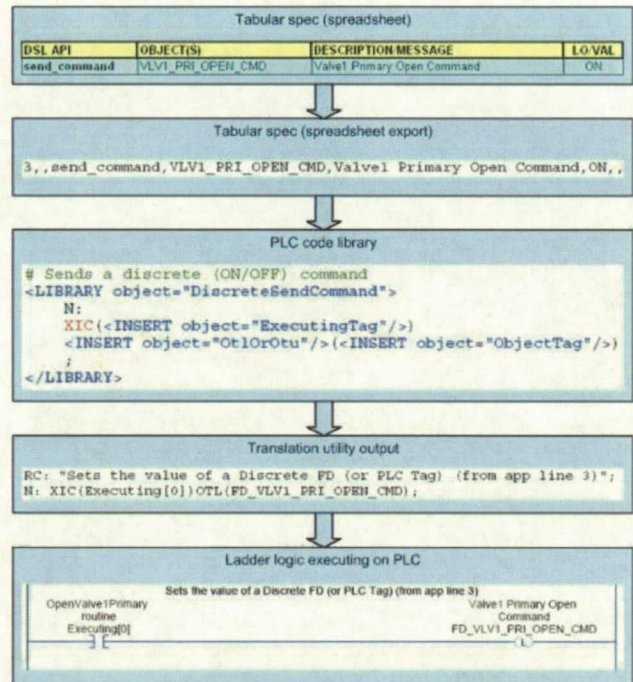 Tabular spec (spreadsheet)
DSL API OBJECT(S) DESCRIPTION/MESSAGE LO/VAL
send_command VLV1_PRI_OPEN_CMD Valve1 Primary Open Command ON
Tabular spec (spreadsheet export)
3,,send_command,VLV1_PRI_OPEN_CMD,Valve1 Primary Open Command,ON,,
PLC code library
# Sends a discrete (ON/OFF) command
<LIBRARY object="DiscreteSendCommand">
N:
XIC(<INSERT object="ExecutingTag"/>)
<INSERT object="OtlOrOtu"/>(<INSERT object="ObjectTag"/>)
;
</LIBRARY>
Translation utility output
RC: "Sets the value of a Discrete FD (or PLC Tag) (from app line 3)";
N: XIC(Executing[0])OTL(FD_VLV1_PRI_OPEN_CMD);
Ladder logic executing on PLC
Sets the value of a Discrete FD (or PLC Tag) (from app line 3)
OpenValve1Primary
routine
Executing[0]
Valve1 Primary Open
Command
FD_VLV1_PRI_OPEN_CMD
L